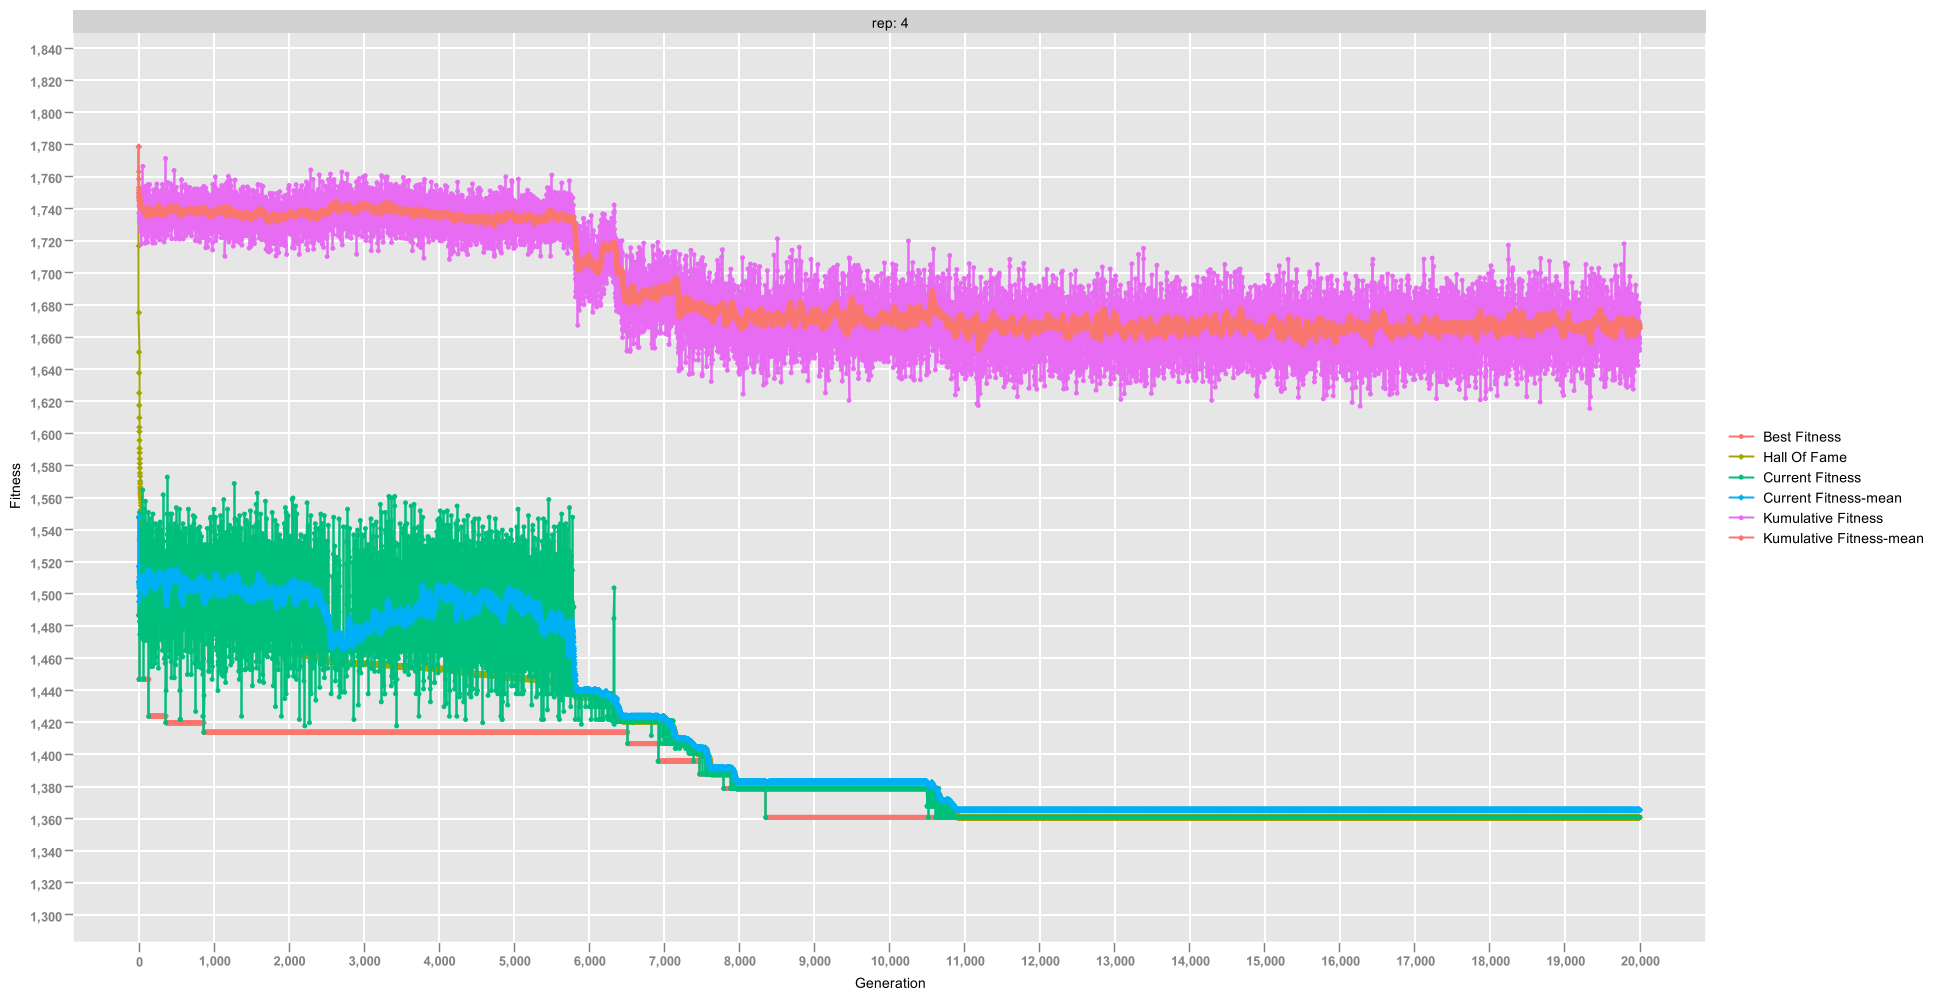 rep: 4
1,840
1,820
1,800
1,780
1,760
1,740
1,720
1,700
1,680
1,660
1,640
1,620
1,600
1,580
1,560
1,540
1,520
1,500
1,480
1,460
1,440
1,420
1,400
1,380
1,360
1,340
1,320
1,300
Fitness
0 1,000 2,000 3,000 4,000 5,000 6,000 7,000 8,000 9,000 10,000 11,000 12,000 13,000 14,000 15,000 16,000 17,000 18,000 19,000 20,000
Generation
Best Fitness
Hall Of Fame
Current Fitness
Current Fitness-mean
Kumulative Fitness
Kumulative Fitness-mean